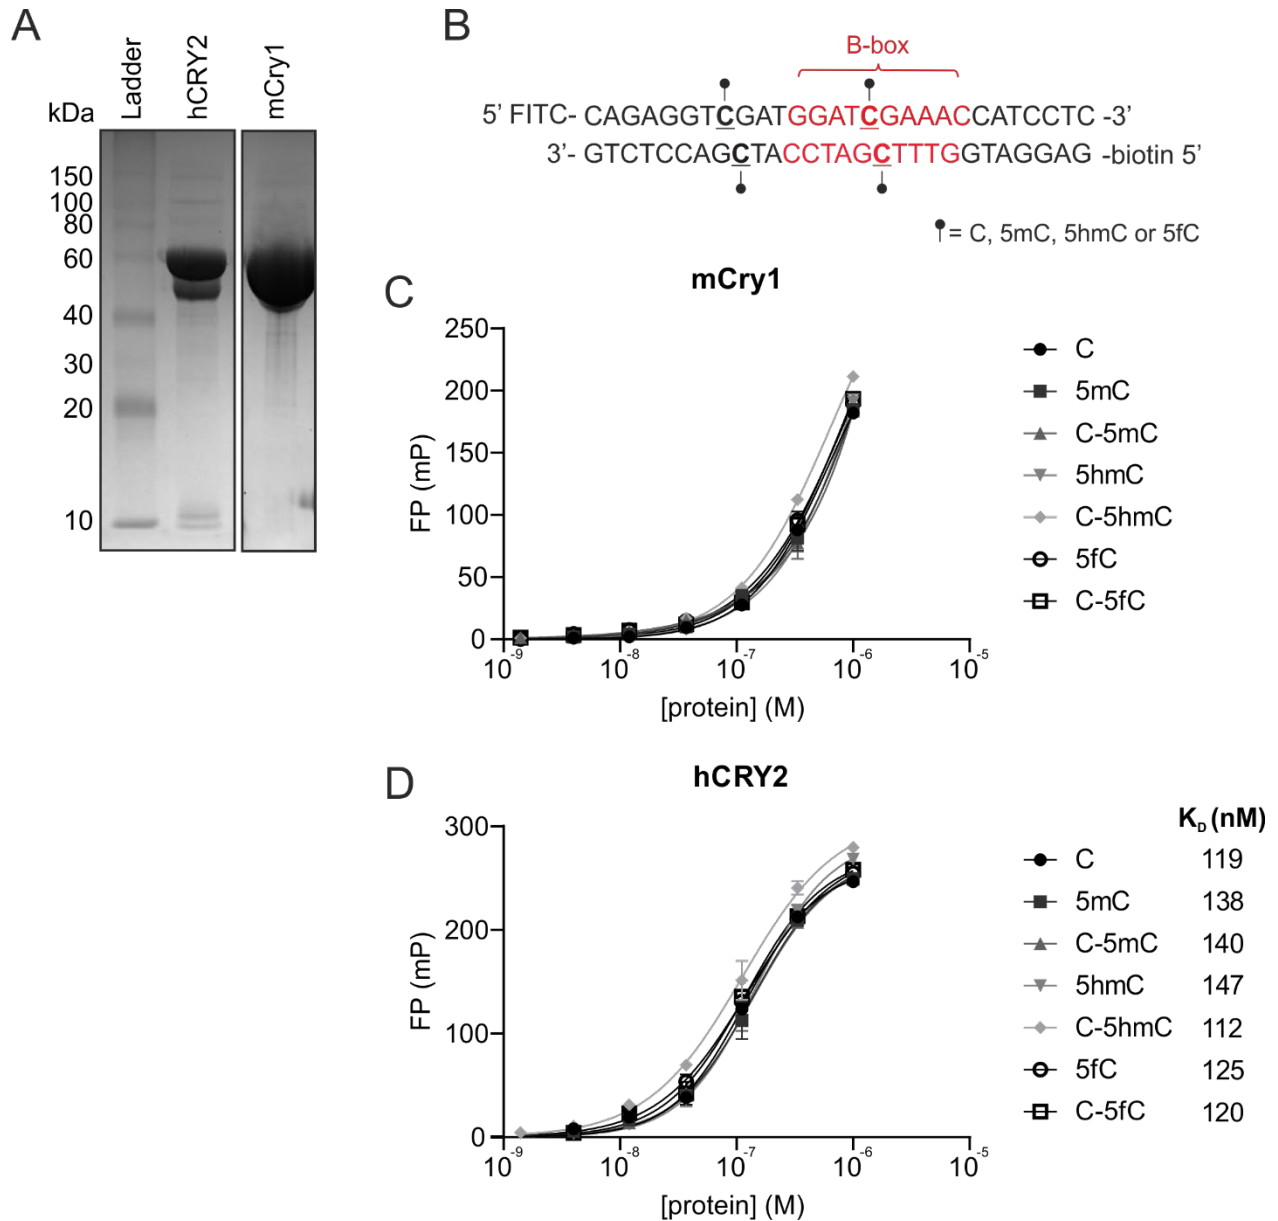 A
Ladder
hCRY2
mCry1
kDa
150
100
80
60
40
30
20
10
B
B-box
5’ FITC- CAGAGGTCGATGGATCGAAACCATCCTC -3’
3’- GTCTCCAGCTACCTAGCTTTGGTAGGAG -biotin 5’
= C, 5mC, 5hmC or 5fC
C
mCry1
FP (mP)
250
200
150
100
50
0
10-9
10-8
10-7
10-6
10-5
[protein] (M)
C
5mC
C-5mC
5hmC
C-5hmC
5fC
C-5fC
D
hCRY2
FP (mP)
300
200
100
0
10-9
10-8
10-7
10-6
10-5
[protein] (M)
KD (nM)
C 119
5mC 138
C-5mC 140
5hmC 147
C-5hmC 112
5fC 125
C-5fC 120